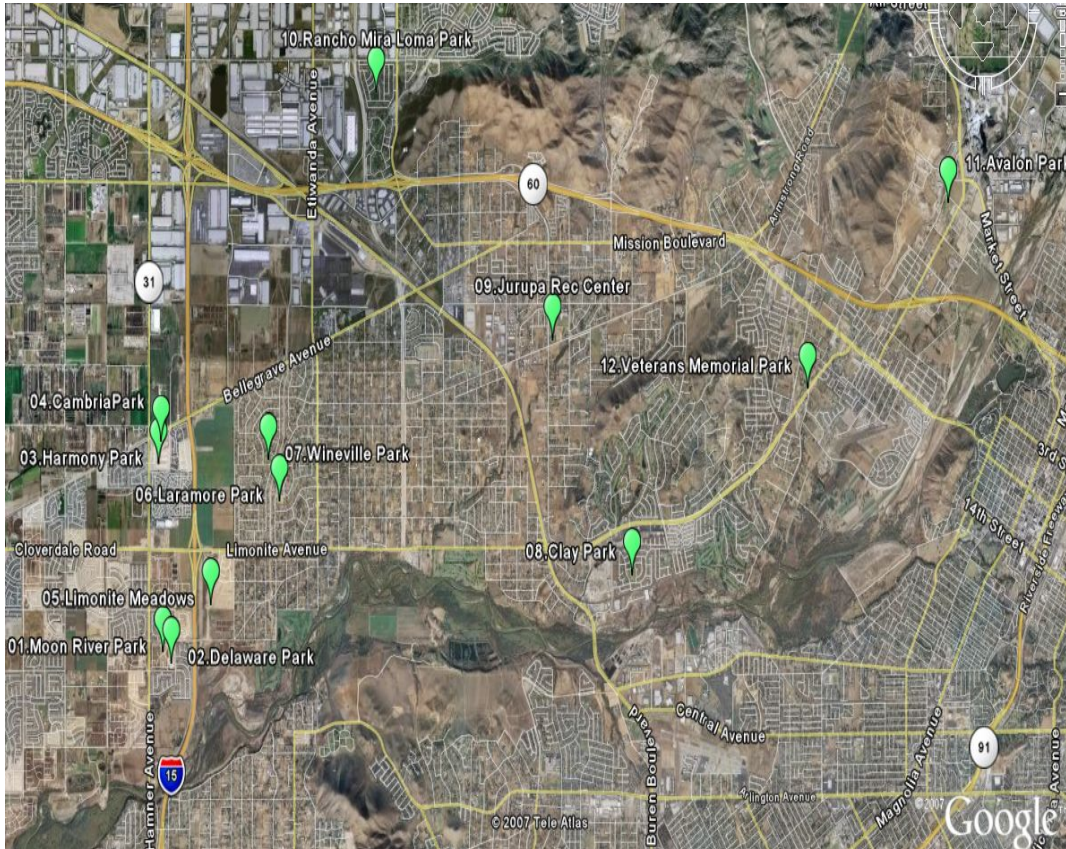 10.Rancho Mira Loma Park
Etiwanda Avenue
60
Armstrong Road
11.Avalon Park
Market Street
Mission Boulevard
31
09.Jurupa Rec Center
Bellegrave Avenue
12.Veterans Memorial Park
04.CambriaPark
03.Harmony Park
07.Wineville Park
06.Laramore Park
3rd S
14th Street
Cloverdale Road
Limonite Avenue
08.Clay Park
Riverside Freeway
05.Limonite Meadows
01.Moon River Park
02.Delaware Park
Hamner Avenue
15
Buren Boulevard
Central Avenue
Magnolia Avenue
91
Arlington Avenue
a Avenue
© 2007 Tele Atlas
©2007
Google